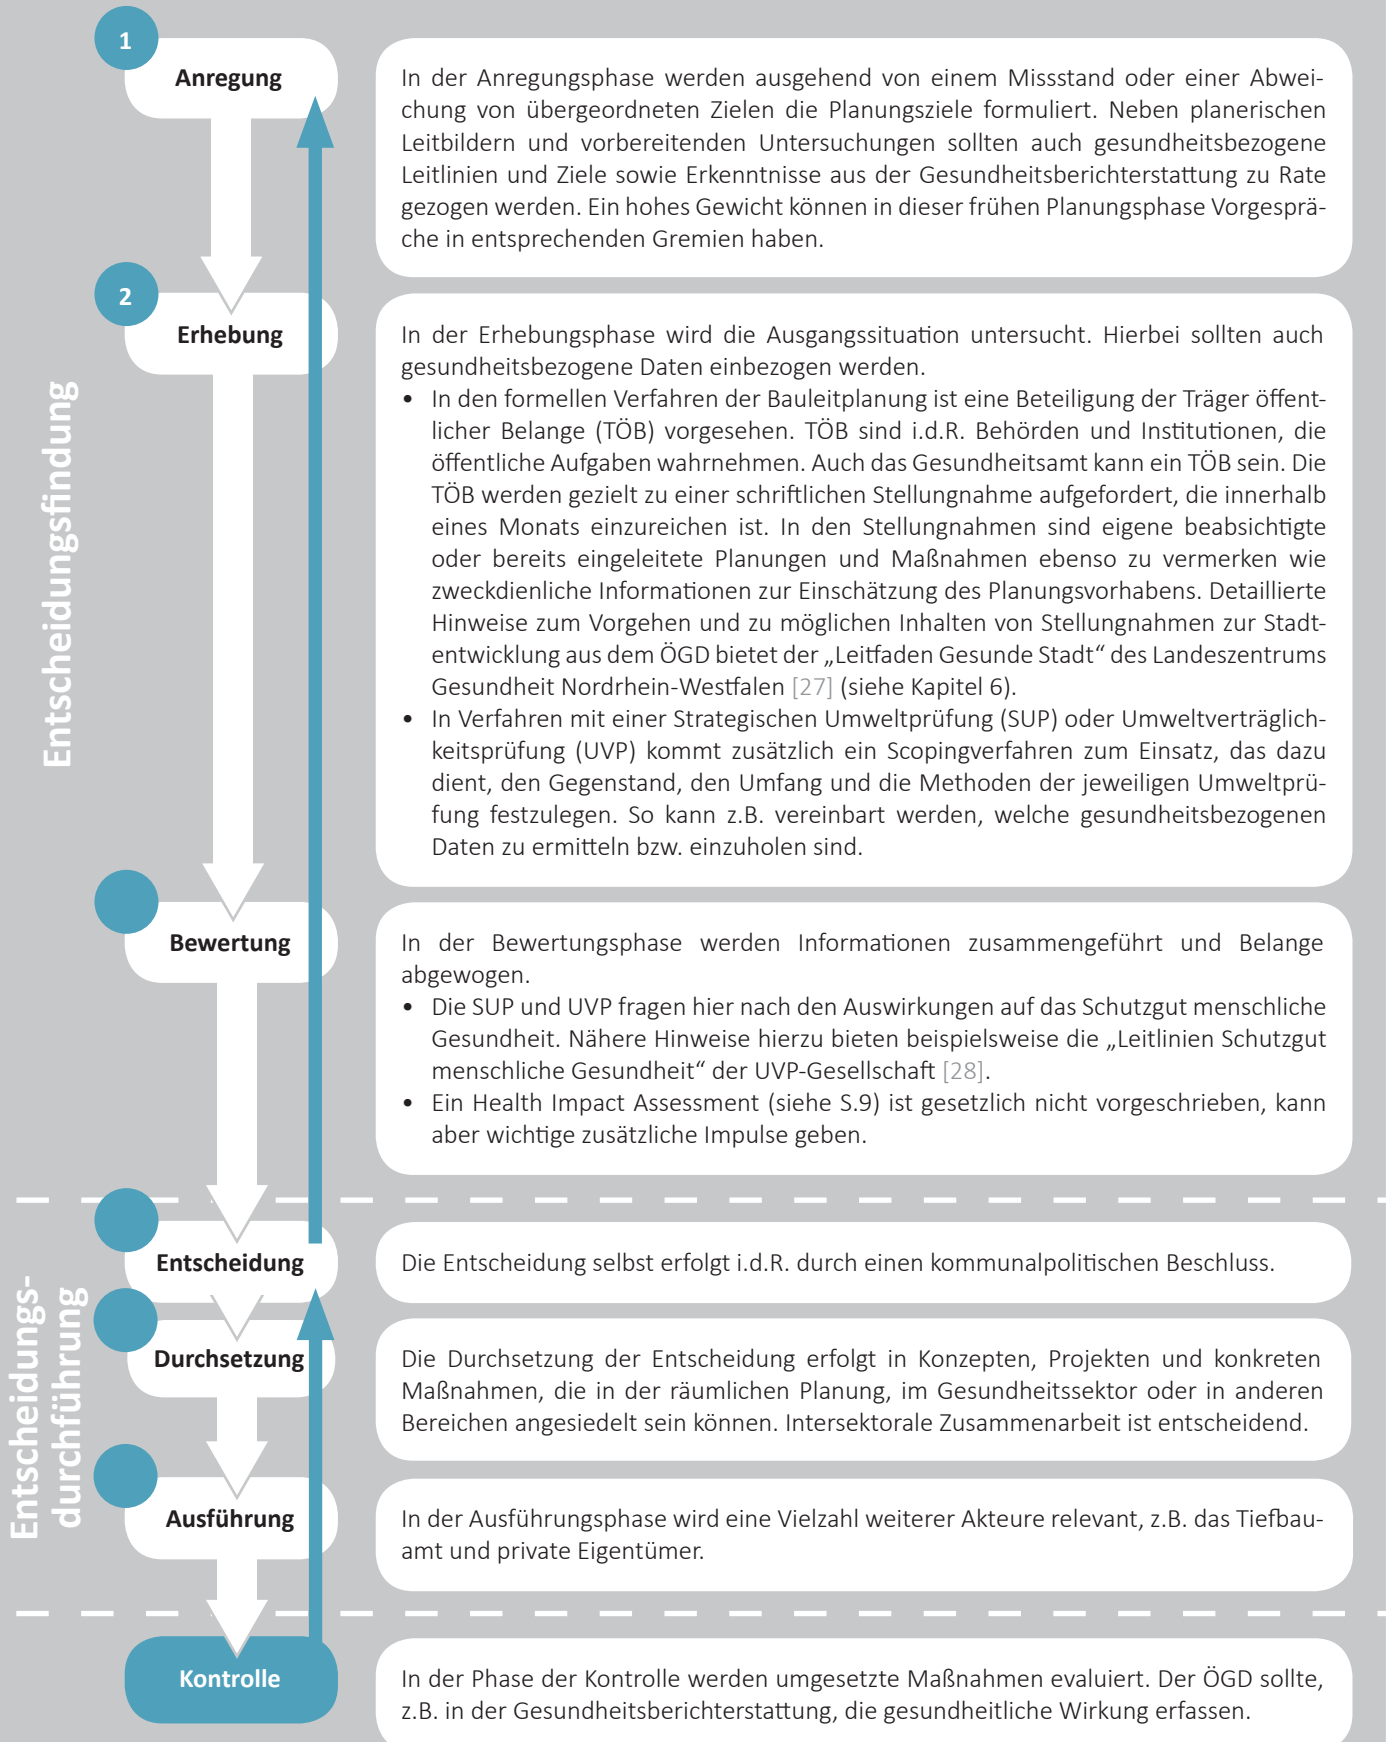 1
Anregung
In der Anregungsphase werden ausgehend von einem Missstand oder einer Abwei-
chung von übergeordneten Zielen die Planungsziele formuliert. Neben planerischen
Leitbildern und vorbereitenden Untersuchungen sollten auch gesundheitsbezogene
Leitlinien und Ziele sowie Erkenntnisse aus der Gesundheitsberichterstattung zu Rate
gezogen werden. Ein hohes Gewicht können in dieser frühen Planungsphase Vorgesprä-
che in entsprechenden Gremien haben.
Entscheidungsfindung
2
Erhebung
In der Erhebungsphase wird die Ausgangssituation untersucht. Hierbei sollten auch
gesundheitsbezogene Daten einbezogen werden.
• In den formellen Verfahren der Bauleitplanung ist eine Beteiligung der Träger öffent-
licher Belange (TÖB) vorgesehen. TÖB sind i.d.R. Behörden und Institutionen, die
öffentliche Aufgaben wahrnehmen. Auch das Gesundheitsamt kann ein TÖB sein. Die
TÖB werden gezielt zu einer schriftlichen Stellungnahme aufgefordert, die innerhalb
eines Monats einzureichen ist. In den Stellungnahmen sind eigene beabsichtigte
oder bereits eingeleitete Planungen und Maßnahmen ebenso zu vermerken wie
zweckdienliche Informationen zur Einschätzung des Planungsvorhabens. Detaillierte
Hinweise zum Vorgehen und zu möglichen Inhalten von Stellungnahmen zur Stadt-
entwicklung aus dem ÖGD bietet der „Leitfaden Gesunde Stadt“ des Landeszentrums
Gesundheit Nordrhein-Westfalen [27] (siehe Kapitel 6).
• In Verfahren mit einer Strategischen Umweltprüfung (SUP) oder Umweltverträglich-
keitsprüfung (UVP) kommt zusätzlich ein Scopingverfahren zum Einsatz, das dazu
dient, den Gegenstand, den Umfang und die Methoden der jeweiligen Umweltprü-
fung festzulegen. So kann z.B. vereinbart werden, welche gesundheitsbezogenen
Daten zu ermitteln bzw. einzuholen sind.
Bewertung
In der Bewertungsphase werden Informationen zusammengeführt und Belange
abgewogen.
• Die SUP und UVP fragen hier nach den Auswirkungen auf das Schutzgut menschliche
Gesundheit. Nähere Hinweise hierzu bieten beispielsweise die „Leitlinien Schutzgut
menschliche Gesundheit“ der UVP-Gesellschaft [28].
• Ein Health Impact Assessment (siehe S.9) ist gesetzlich nicht vorgeschrieben, kann
aber wichtige zusätzliche Impulse geben.
Entscheidungs-
durchführung
Entscheidung
Die Entscheidung selbst erfolgt i.d.R. durch einen kommunalpolitischen Beschluss.
Durchsetzung
Die Durchsetzung der Entscheidung erfolgt in Konzepten, Projekten und konkreten
Maßnahmen, die in der räumlichen Planung, im Gesundheitssektor oder in anderen
Bereichen angesiedelt sein können. Intersektorale Zusammenarbeit ist entscheidend.
Ausführung
In der Ausführungsphase wird eine Vielzahl weiterer Akteure relevant, z.B. das Tiefbau-
amt und private Eigentümer.
Kontrolle
In der Phase der Kontrolle werden umgesetzte Maßnahmen evaluiert. Der ÖGD sollte,
z.B. in der Gesundheitsberichterstattung, die gesundheitliche Wirkung erfassen.